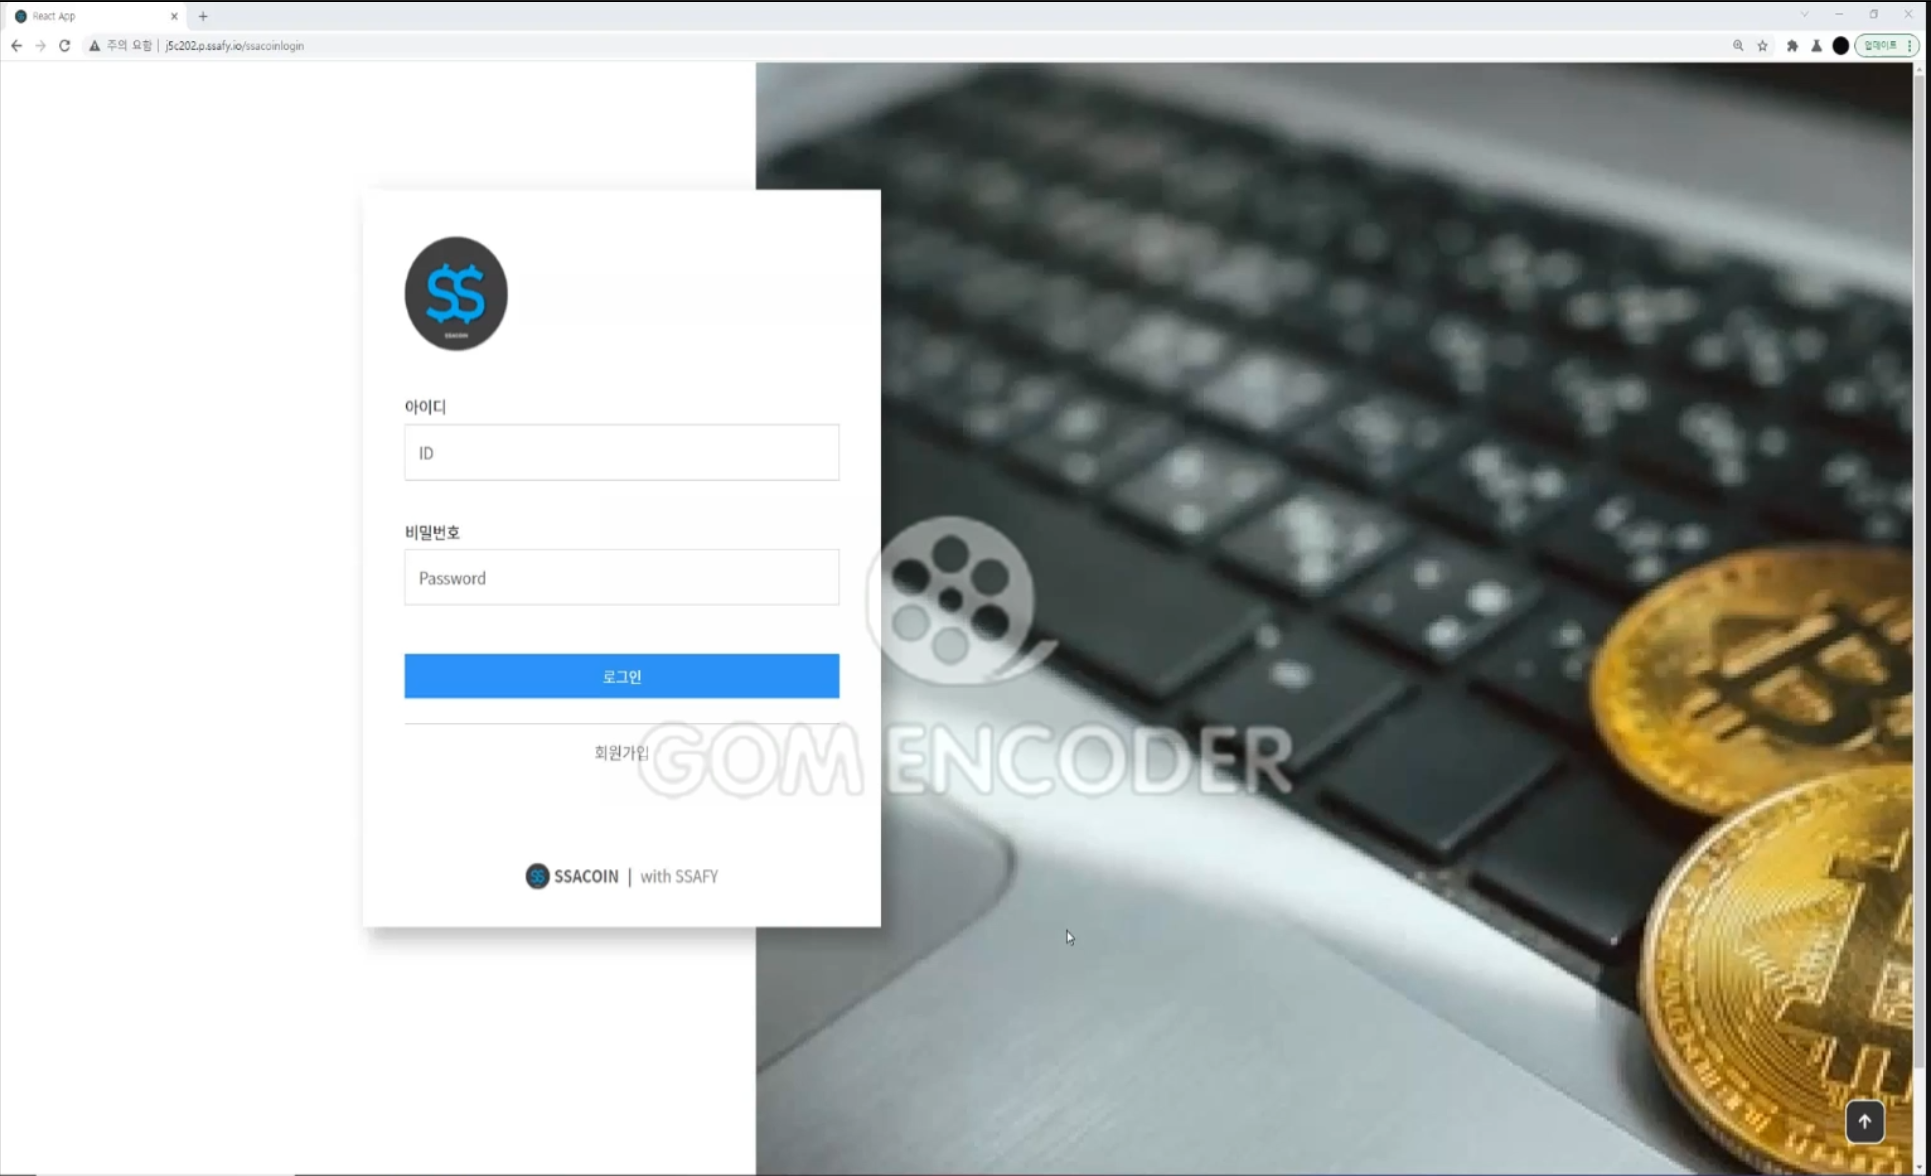 React App
주의 요함 | j5c202.p.ssafy.io/ssacoinlogin
업데이트
SS
SSACOIN
아이디
ID
비밀번호
Password
로그인
회원가입
GOM ENCODER
SSACOIN | with SSAFY